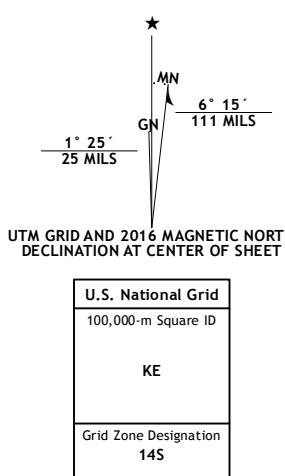 ★
MN
GN
6° 15´
111 MILS
1° 25´
25 MILS
UTM GRID AND 2016 MAGNETIC NORT
DECLINATION AT CENTER OF SHEET
U.S. National Grid
100,000-m Square ID
KE
Grid Zone Designation
14S